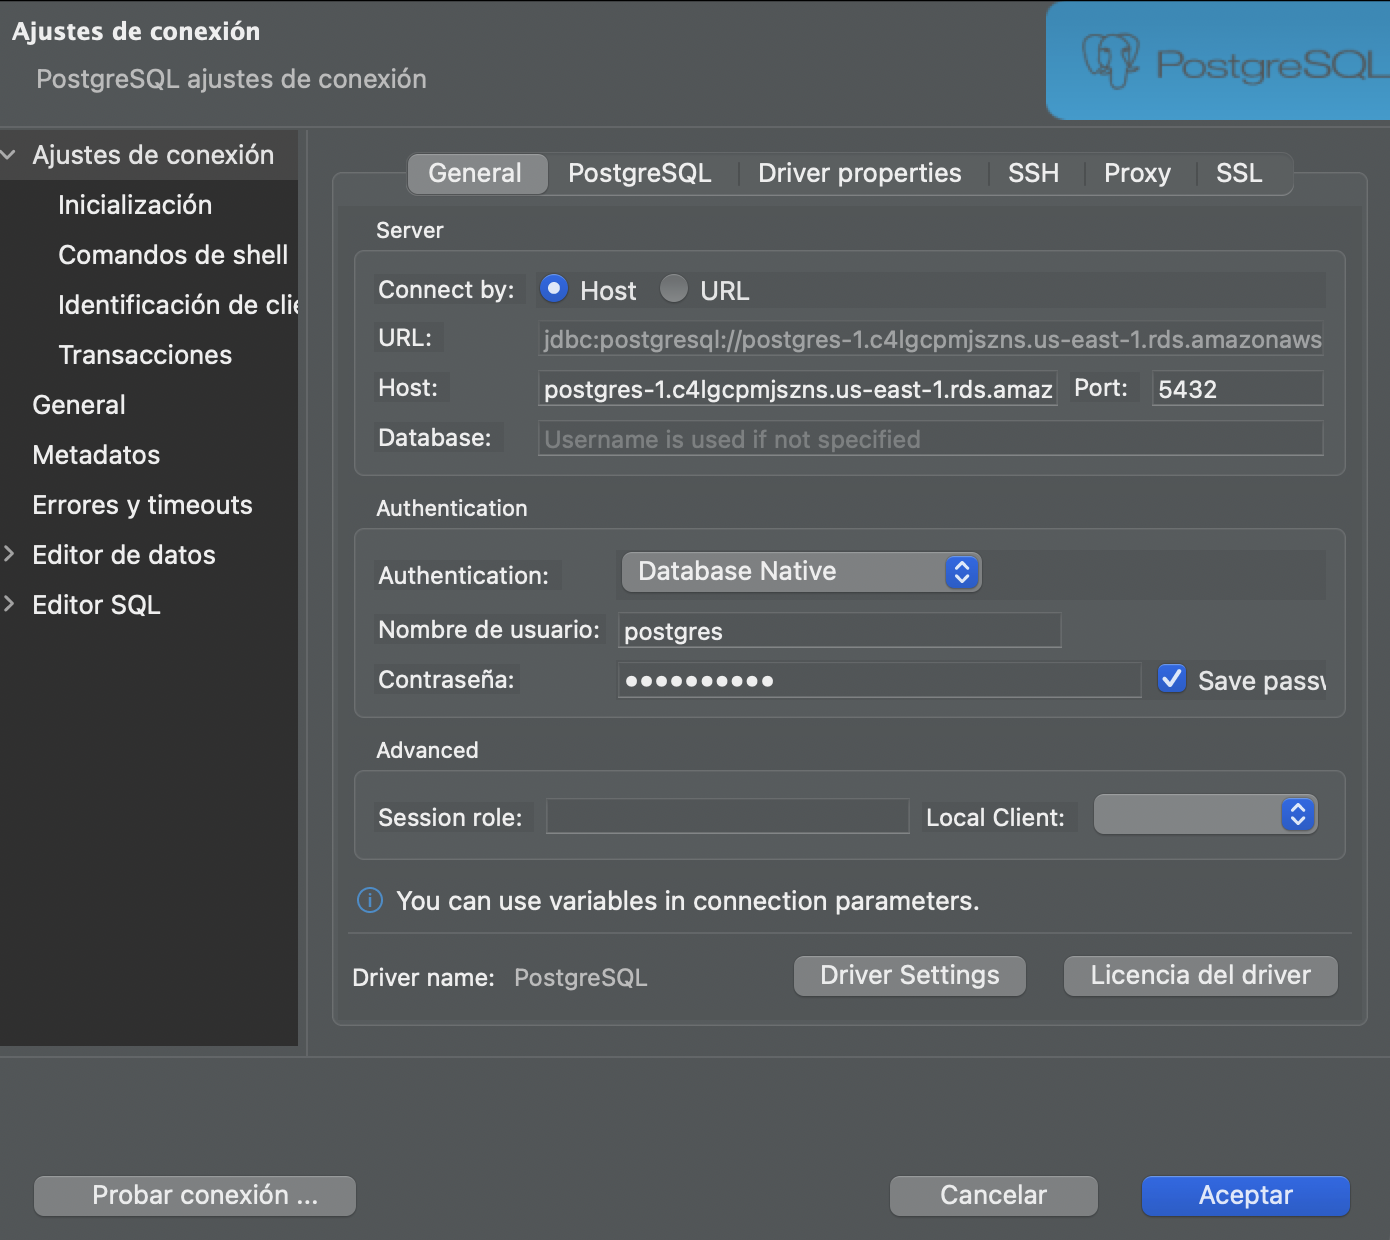 Ajustes de conexión
PostgreSQL ajustes de conexión
PostgreSQL
Ajustes de conexión
Inicialización
Comandos de shell
Identificación de clie
Transacciones
General
Metadatos
Errores y timeouts
Editor de datos
Editor SQL
General PostgreSQL Driver properties SSH Proxy SSL
Server
Connect by: Host URL
URL: jdbc:postgresql://postgres-1.c4lgcpmjszns.us-east-1.rds.amazonaws
Host: postgres-1.c4lgcpmjszns.us-east-1.rds.amaz Port: 5432
Database: Username is used if not specified
Authentication
Authentication: Database Native
Nombre de usuario: postgres
Contraseña: ●●●●●●●●●● Save passw
Advanced
Session role: Local Client:
You can use variables in connection parameters.
Driver name: PostgreSQL Driver Settings Licencia del driver
Probar conexión ... Cancelar Aceptar